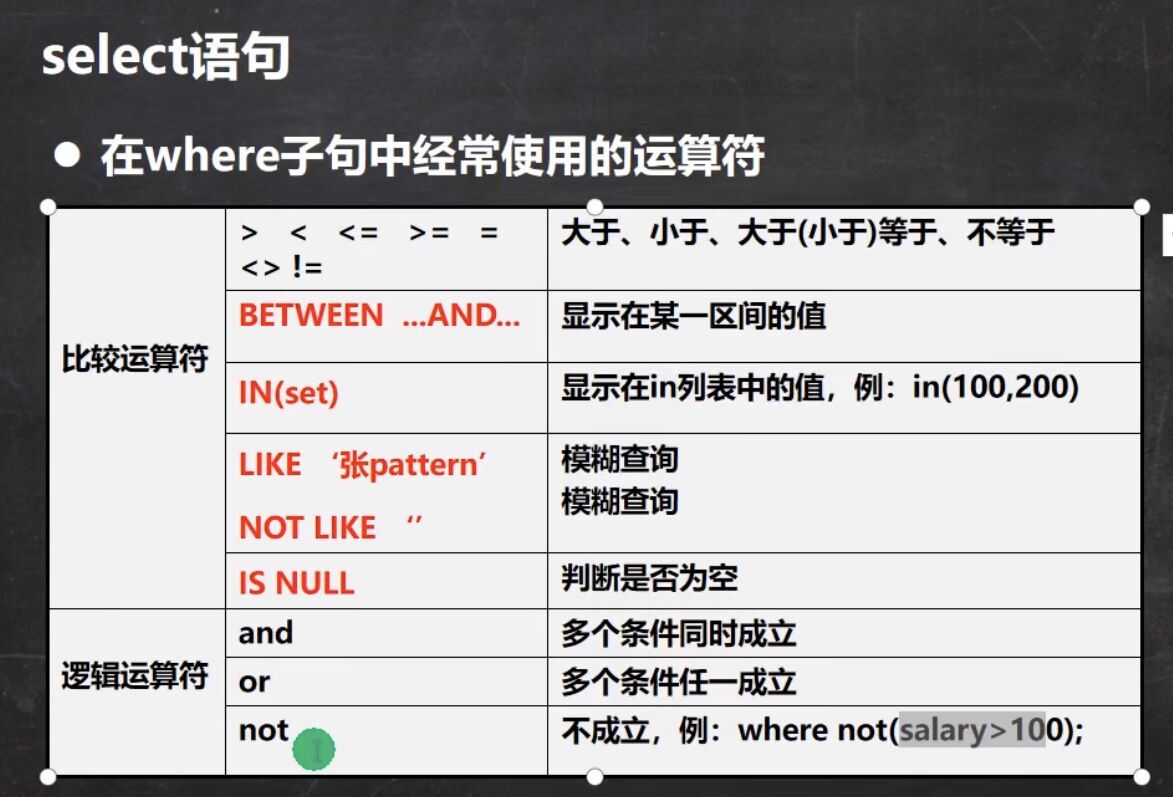 select语句
● 在where子句中经常使用的运算符
比较运算符
> < <= >= =
<> !=
大于、小于、大于(小于)等于、不等于
BETWEEN ...AND...
显示在某一区间的值
IN(set)
显示在in列表中的值，例：in(100,200)
LIKE ‘张pattern’
NOT LIKE ‘’
模糊查询
模糊查询
IS NULL
判断是否为空
逻辑运算符
and
多个条件同时成立
or
多个条件任一成立
not
不成立，例：where not(salary>100);